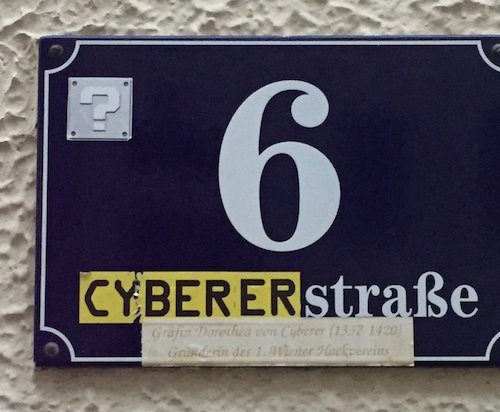 ?
6
CYBERERstraße
Gräfin Dorothea von Cyberer (1337-1420)
Gründerin des 1. Wiener Hackvereins